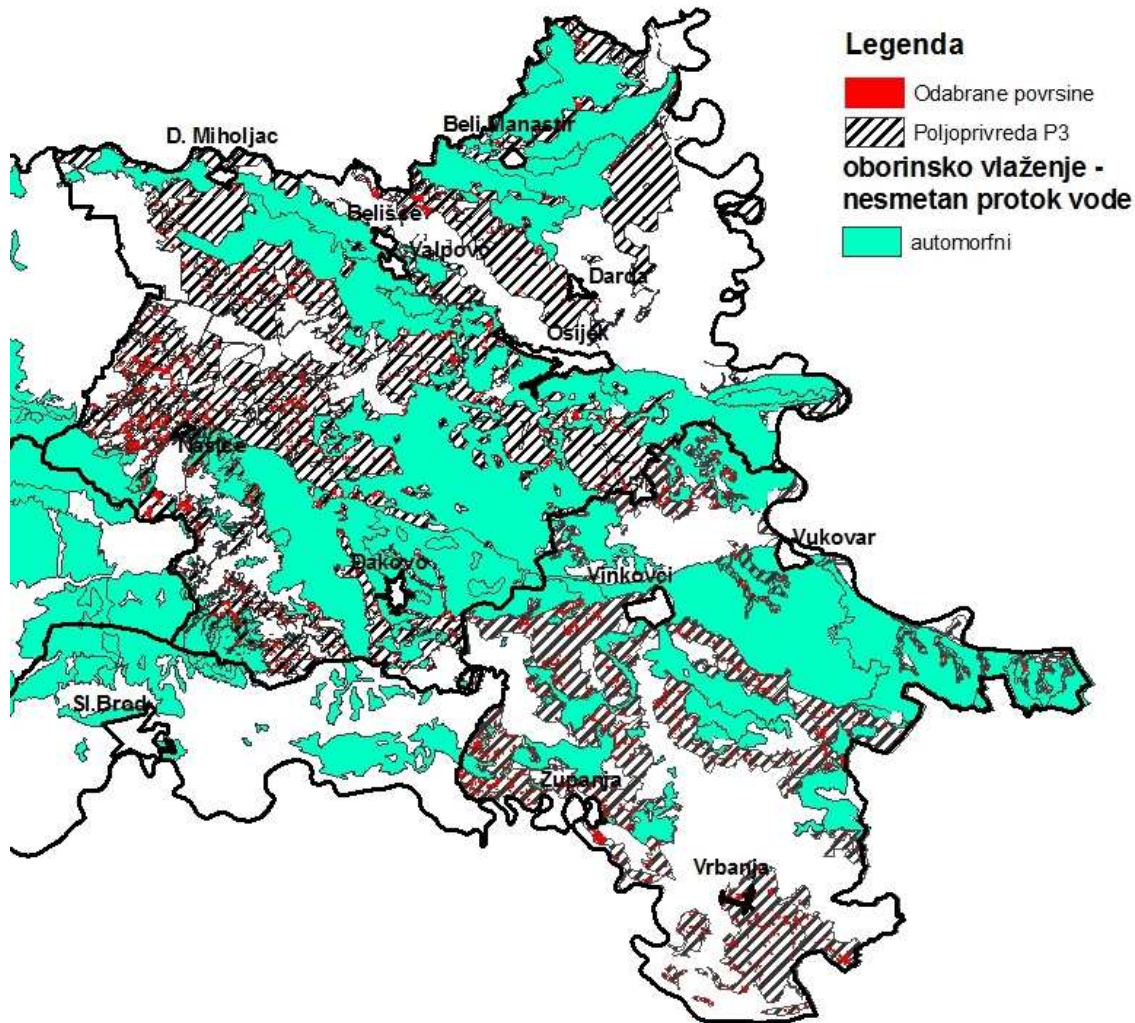 Legenda
Odabrane povrsine
Poljoprivreda P3
oborinsko vlaženje -
nesmetan protok vode
automorfni
D. Miholjac
Beli Manastir
Belišće
Valpovo
Darda
Osijek
Našice
Đakovo
Vukovar
Vinkovci
Sl.Brod
Županja
Vrbanja